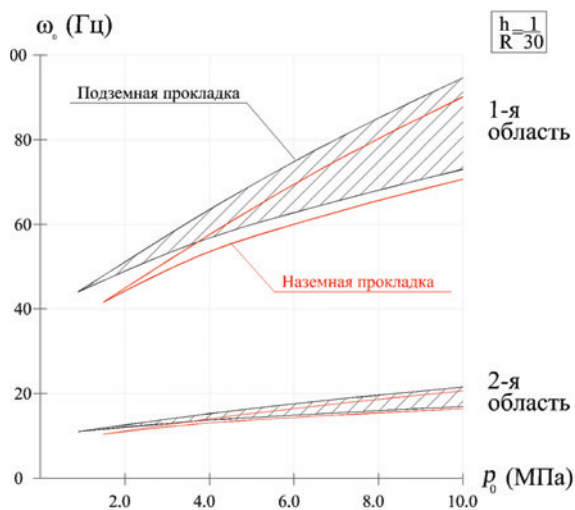 ω₀ (Гц)
h/R = 1/30
00
Подземная прокладка
1-я
область
80
60
Наземная прокладка
40
2-я
область
20
0
2.0 4.0 6.0 8.0 10.0
p₀ (МПа)